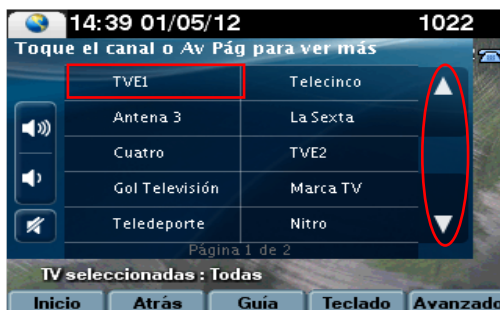 14:39 01/05/12 1022
Toque el canal o Av Pág para ver más
TVE1 Telecinco
Antena 3 La Sexta
Cuatro TVE2
Gol Televisión Marca TV
Teledeporte Nitro
Página 1 de 2
TV seleccionadas : Todas
Inicio Atrás Guía Teclado Avanzado